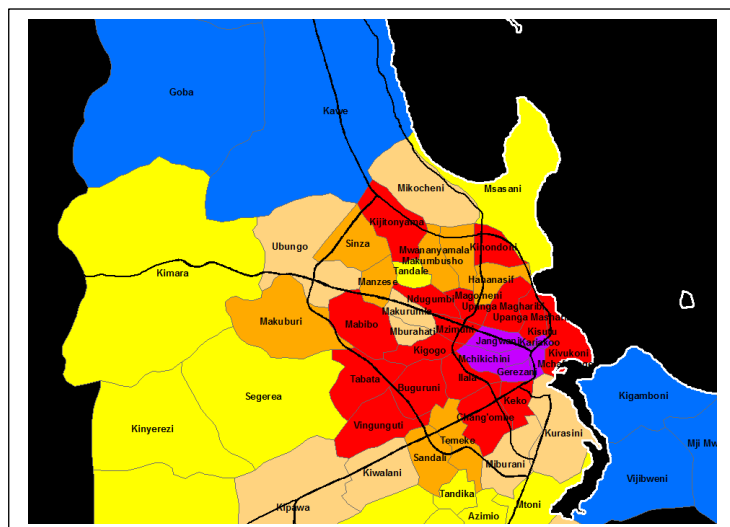 Goba
Kawe
Mikocheni
Msasani
Kijitonyama
Ubungo
Sinza
Mwananyamala
Kinondoni
Makumbusho
Kimara
Tandale
Hananasif
Manzese
Ndugumbi
Magomeni
Makurumla
Upanga Magharibi
Makuburi
Mabibo
Upanga Mashariki
Mburahati
Mzimuni
Kisutu
Jangwani
Kariakoo
Kigogo
Mchikichini
Kivukoni
Gerezani
Tabata
Ilala
Buguruni
Kigamboni
Segerea
Keko
Chang'ombe
Kinyerezi
Vingunguti
Kurasini
Temeke
Mji Mw
Sandali
Miburani
Kiwalani
Vijibweni
Tandika
Kipawa
Mtoni
Azimio